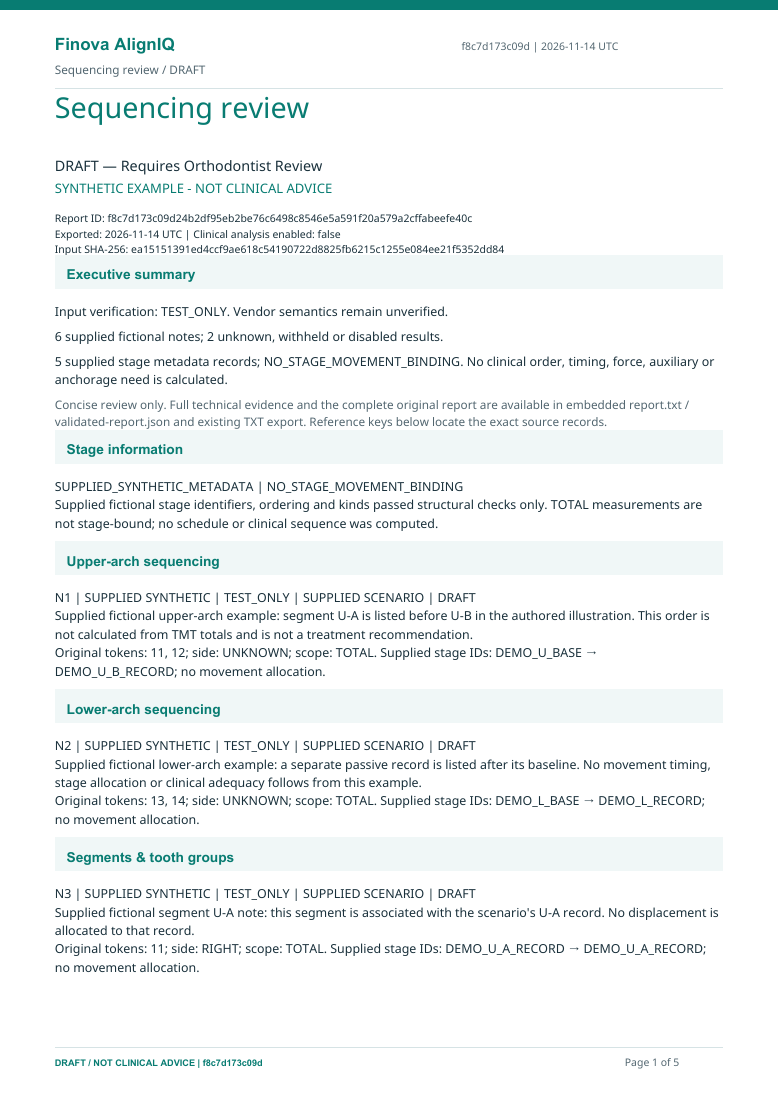 Finova AlignIQ
f8c7d173c09d | 2026-11-14 UTC
Sequencing review / DRAFT
Sequencing review
DRAFT — Requires Orthodontist Review
SYNTHETIC EXAMPLE - NOT CLINICAL ADVICE
Report ID: f8c7d173c09d24b2df95eb2be76c6498c8546e5a591f20a579a2cffabeefe40c
Exported: 2026-11-14 UTC | Clinical analysis enabled: false
Input SHA-256: ea15151391ed4ccf9ae618c54190722d8825fb6215c1255e084ee21f5352dd84
Executive summary
Input verification: TEST_ONLY. Vendor semantics remain unverified.
6 supplied fictional notes; 2 unknown, withheld or disabled results.
5 supplied stage metadata records; NO_STAGE_MOVEMENT_BINDING. No clinical order, timing, force, auxiliary or
anchorage need is calculated.
Concise review only. Full technical evidence and the complete original report are available in embedded report.txt /
validated-report.json and existing TXT export. Reference keys below locate the exact source records.
Stage information
SUPPLIED_SYNTHETIC_METADATA | NO_STAGE_MOVEMENT_BINDING
Supplied fictional stage identifiers, ordering and kinds passed structural checks only. TOTAL measurements are
not stage-bound; no schedule or clinical sequence was computed.
Upper-arch sequencing
N1 | SUPPLIED SYNTHETIC | TEST_ONLY | SUPPLIED SCENARIO | DRAFT
Supplied fictional upper-arch example: segment U-A is listed before U-B in the authored illustration. This order is
not calculated from TMT totals and is not a treatment recommendation.
Original tokens: 11, 12; side: UNKNOWN; scope: TOTAL. Supplied stage IDs: DEMO_U_BASE →
DEMO_U_B_RECORD; no movement allocation.
Lower-arch sequencing
N2 | SUPPLIED SYNTHETIC | TEST_ONLY | SUPPLIED SCENARIO | DRAFT
Supplied fictional lower-arch example: a separate passive record is listed after its baseline. No movement timing,
stage allocation or clinical adequacy follows from this example.
Original tokens: 13, 14; side: UNKNOWN; scope: TOTAL. Supplied stage IDs: DEMO_L_BASE → DEMO_L_RECORD;
no movement allocation.
Segments & tooth groups
N3 | SUPPLIED SYNTHETIC | TEST_ONLY | SUPPLIED SCENARIO | DRAFT
Supplied fictional segment U-A note: this segment is associated with the scenario's U-A record. No displacement is
allocated to that record.
Original tokens: 11; side: RIGHT; scope: TOTAL. Supplied stage IDs: DEMO_U_A_RECORD → DEMO_U_A_RECORD;
no movement allocation.
DRAFT / NOT CLINICAL ADVICE | f8c7d173c09d
Page 1 of 5